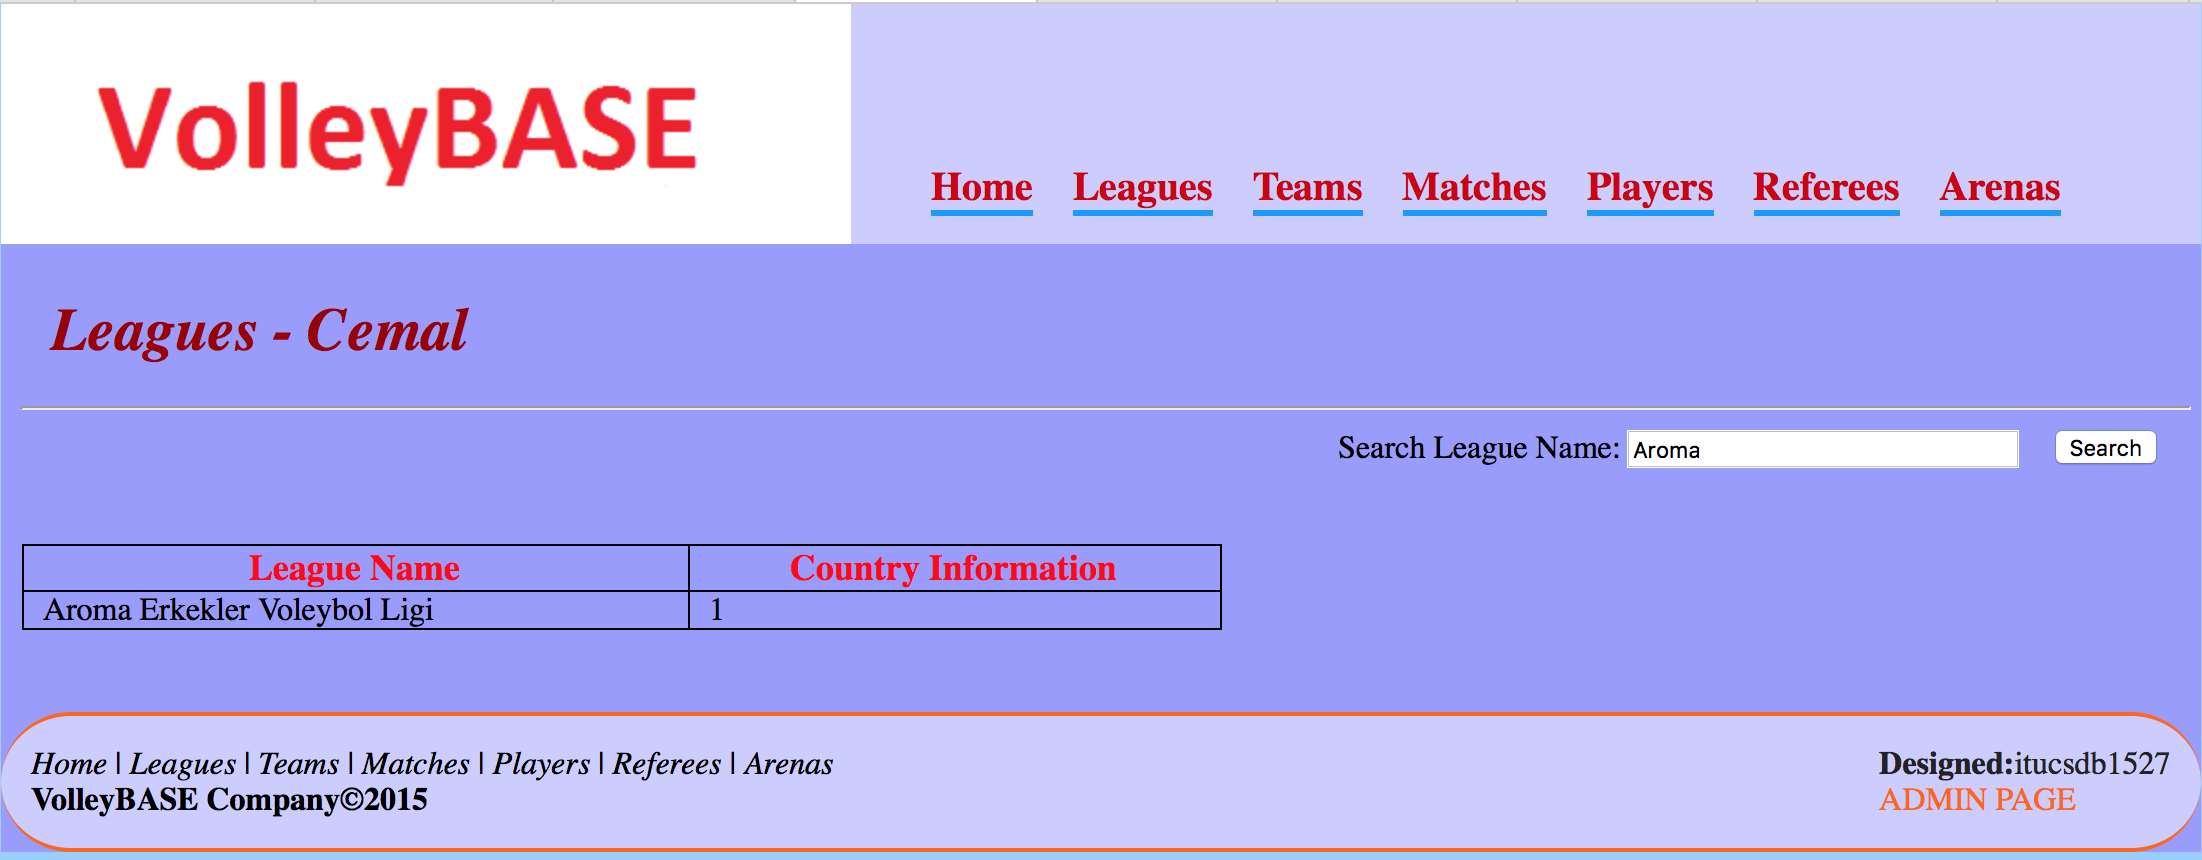 VolleyBASE
Home Leagues Teams Matches Players Referees Arenas
Leagues - Cemal
Search League Name: Aroma Search
League Name Country Information
Aroma Erkekler Voleybol Ligi 1
Home | Leagues | Teams | Matches | Players | Referees | Arenas
VolleyBASE Company©2015
Designed:itucsdb1527
ADMIN PAGE